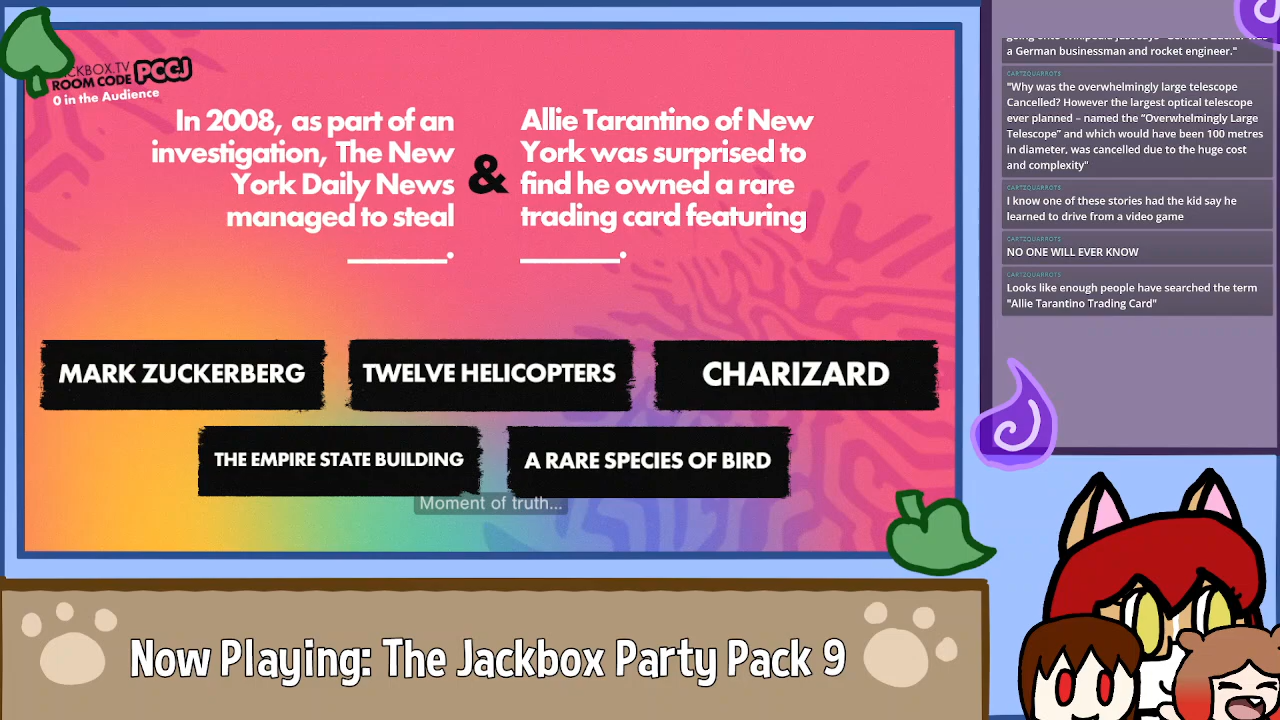 JACKBOX.TV
ROOM CODE PCCJ
0 in the Audience
In 2008, as part of an
investigation, The New
York Daily News
managed to steal
_______.
&
Allie Tarantino of New
York was surprised to
find he owned a rare
trading card featuring
_______.
MARK ZUCKERBERG
TWELVE HELICOPTERS
CHARIZARD
THE EMPIRE STATE BUILDING
A RARE SPECIES OF BIRD
Moment of truth...
Now Playing: The Jackbox Party Pack 9
a German businessman and rocket engineer."
CARTZQUARROTS
"Why was the overwhelmingly large telescope
Cancelled? However the largest optical telescope
ever planned – named the “Overwhelmingly Large
Telescope” and which would have been 100 metres
in diameter, was cancelled due to the huge cost
and complexity"
CARTZQUARROTS
I know one of these stories had the kid say he
learned to drive from a video game
CARTZQUARROTS
NO ONE WILL EVER KNOW
CARTZQUARROTS
Looks like enough people have searched the term
"Allie Tarantino Trading Card"